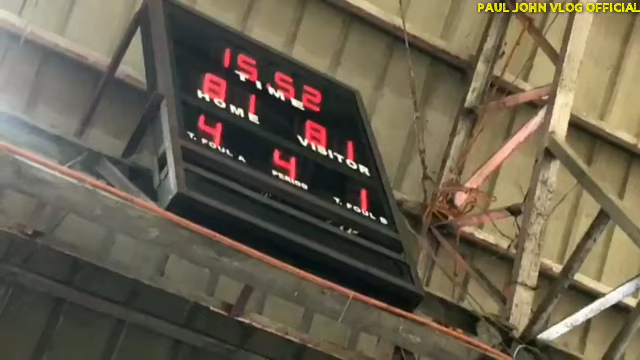 PAUL JOHN VLOG OFFICIAL
15.52
TIME
81 81
HOME VISITOR
4 4 1
T. FOUL A PERIOD T. FOUL B